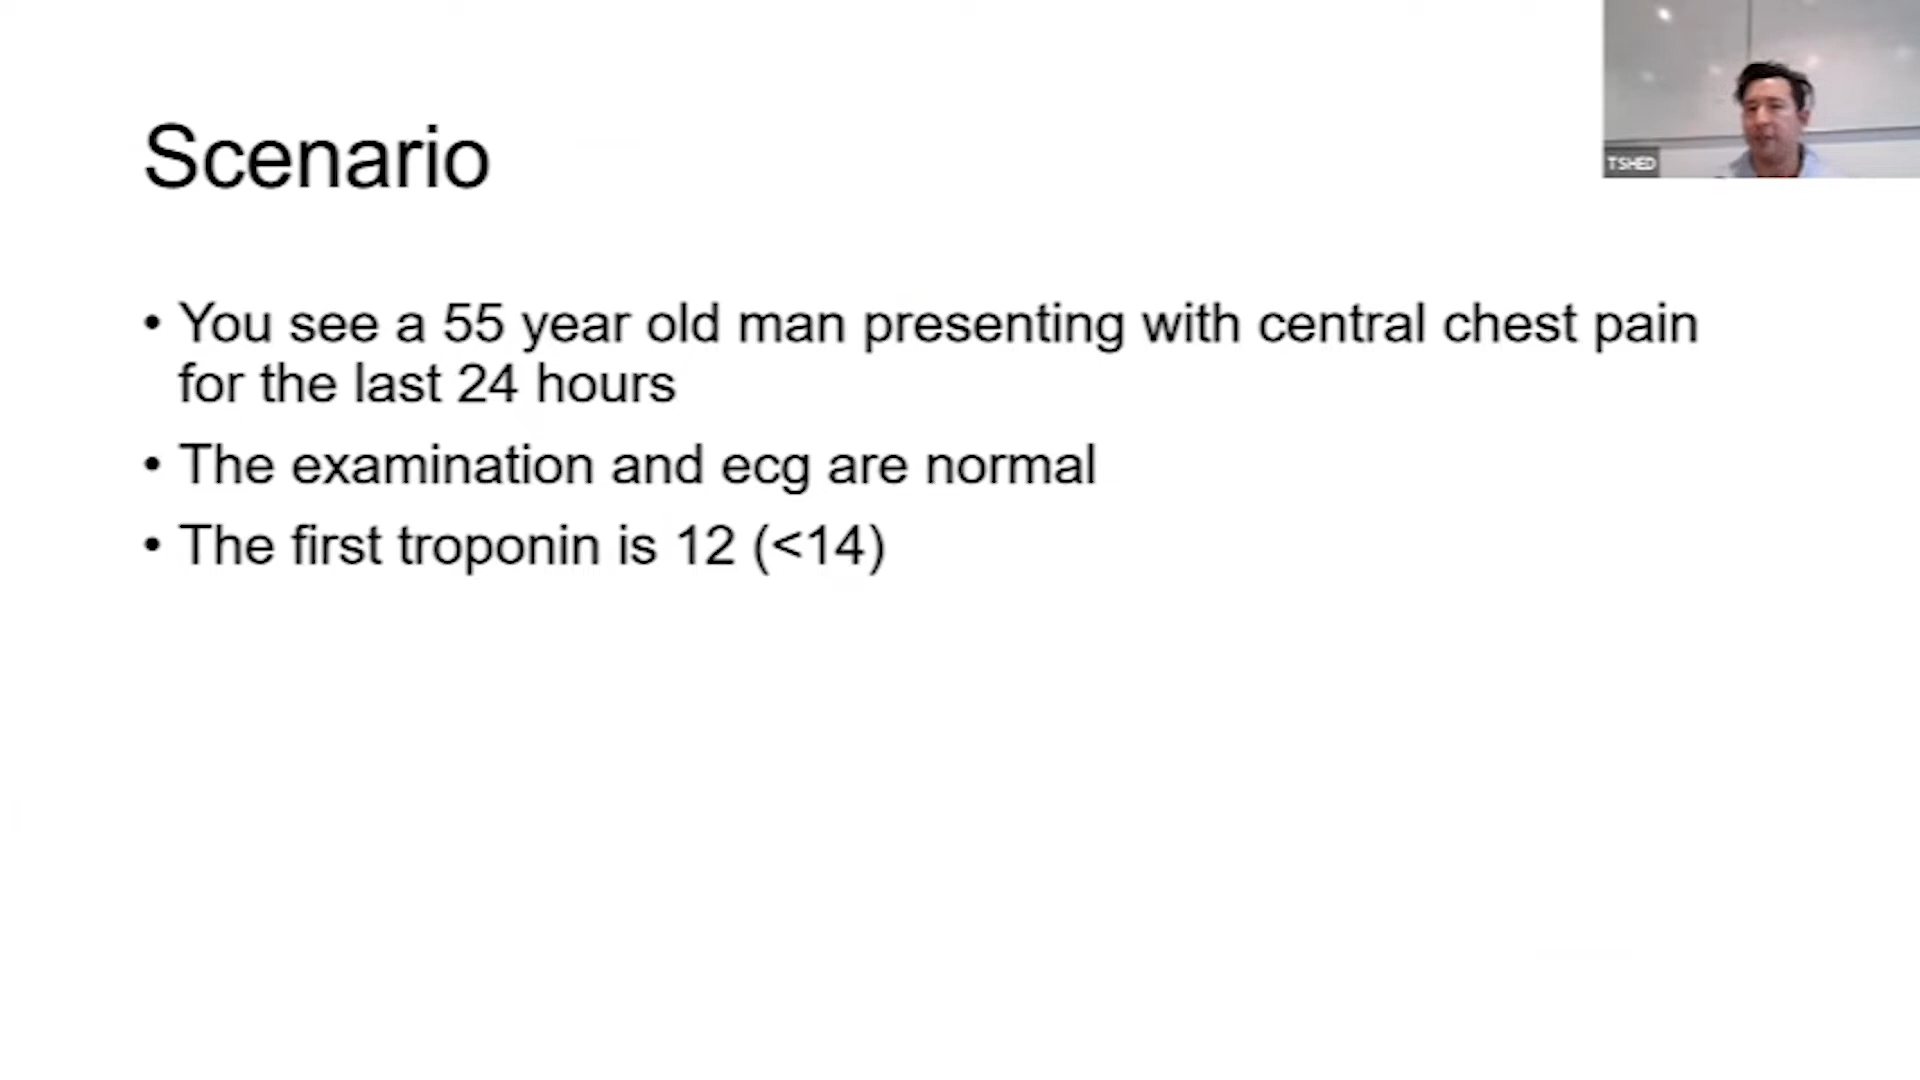 TSHED
Scenario
• You see a 55 year old man presenting with central chest pain
for the last 24 hours
• The examination and ecg are normal
• The first troponin is 12 (<14)